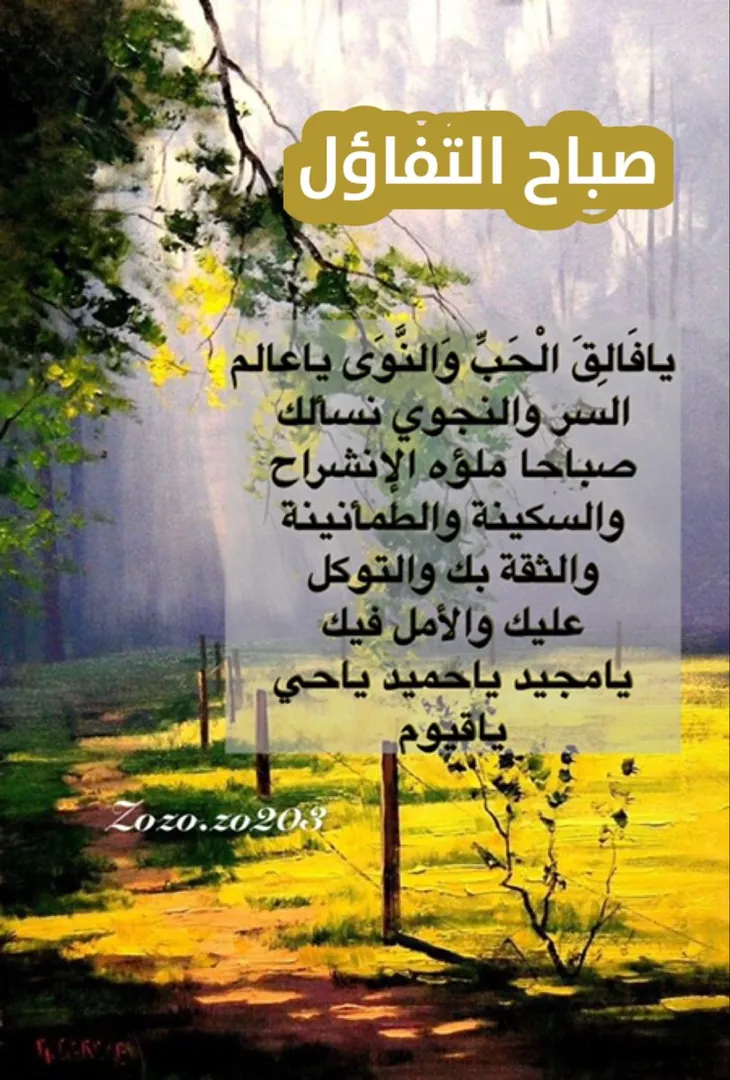 صباح التفاؤل
يافَالِقَ الْحَبِّ وَالنَّوَى ياعالم
السر والنجوي نسألك
صباحا ملؤه الإنشراح
والسكينة والطمأنينة
والثقة بك والتوكل
عليك والأمل فيك
يامجيد ياحميد ياحي
ياقيوم
Zozo.zo203